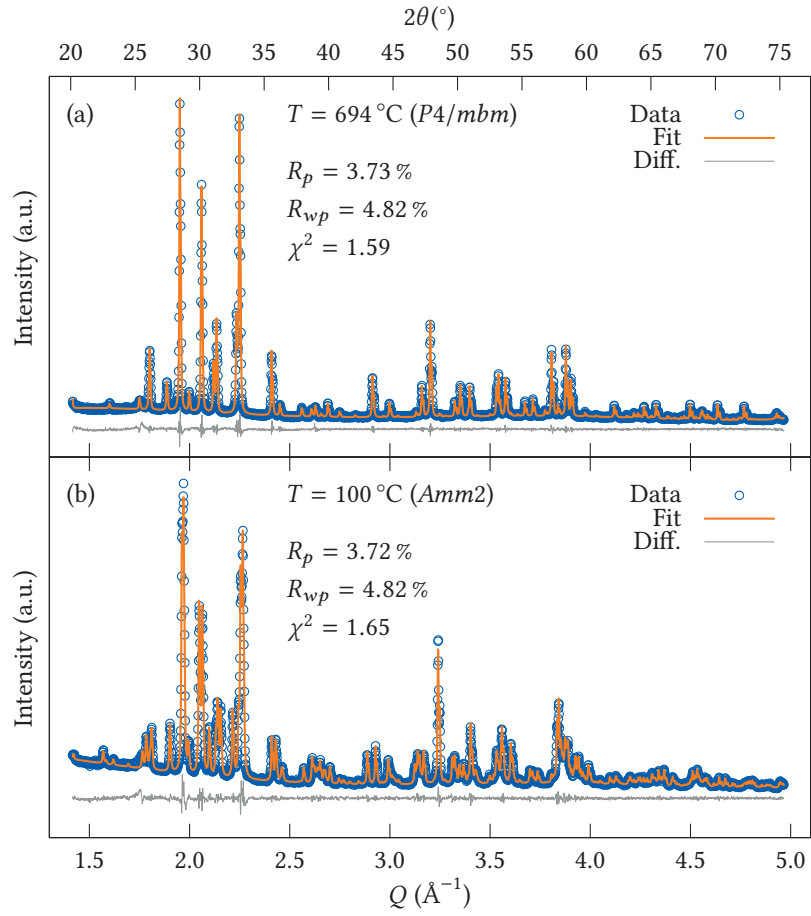 2θ(°)
20 25 30 35 40 45 50 55 60 65 70 75
(a) T = 694 °C (P4/mbm) Data
Fit
Diff.
R_p = 3.73 %
R_wp = 4.82 %
χ² = 1.59
Intensity (a.u.)
(b) T = 100 °C (Amm2) Data
Fit
Diff.
R_p = 3.72 %
R_wp = 4.82 %
χ² = 1.65
Intensity (a.u.)
1.5 2.0 2.5 3.0 3.5 4.0 4.5 5.0
Q (Å⁻¹)